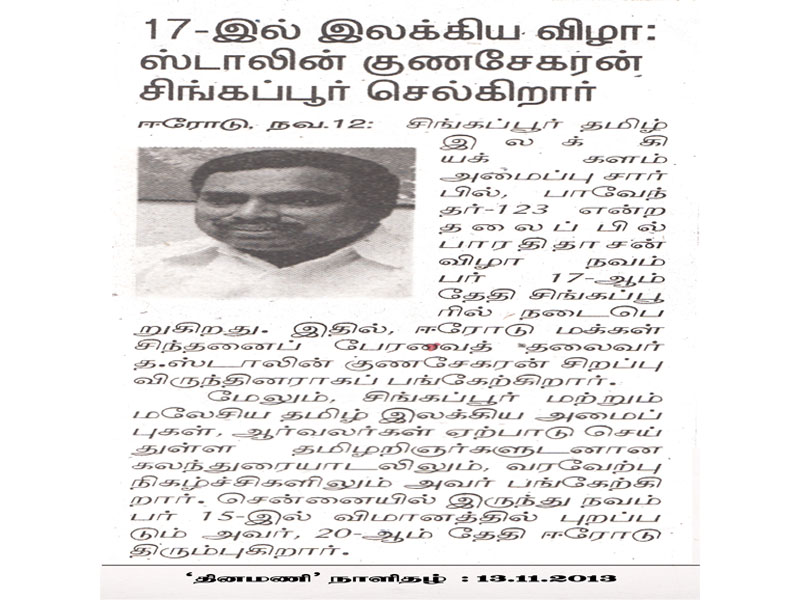 17-இல் இலக்கிய விழா:
ஸ்டாலின் குணசேகரன்
சிங்கப்பூர் செல்கிறார்
ஈரோடு, நவ.12: சிங்கப்பூர் தமிழ்
இ ல க் கி
யக் களம்
அமைப்பு சார்
பில், பாவேந்
தர்-123 என்ற
தலைப் பில்
பாரதிதாசன்
விழா நவம்
பர் 17-ஆம்
தேதி சிங்கப்பூ
ரில் நடைபெ
றுகிறது. இதில், ஈரோடு மக்கள்
சிந்தனைப் பேரவைத் தலைவர்
த.ஸ்டாலின் குணசேகரன் சிறப்பு
விருந்தினராகப் பங்கேற்கிறார்.
மேலும், சிங்கப்பூர் மற்றும்
மலேசிய தமிழ் இலக்கிய அமைப்
புகள், ஆர்வலர்கள் ஏற்பாடு செய்
துள்ள தமிழறிஞர்களுடனான
கலந்துரையாடலிலும், வரவேற்பு
நிகழ்ச்சிகளிலும் அவர் பங்கேற்கி
றார். சென்னையில் இருந்து நவம்
பர் 15-இல் விமானத்தில் புறப்ப
டும் அவர், 20-ஆம் தேதி ஈரோடு
திரும்புகிறார்.
‘தினமணி’ நாளிதழ் : 13.11.2013